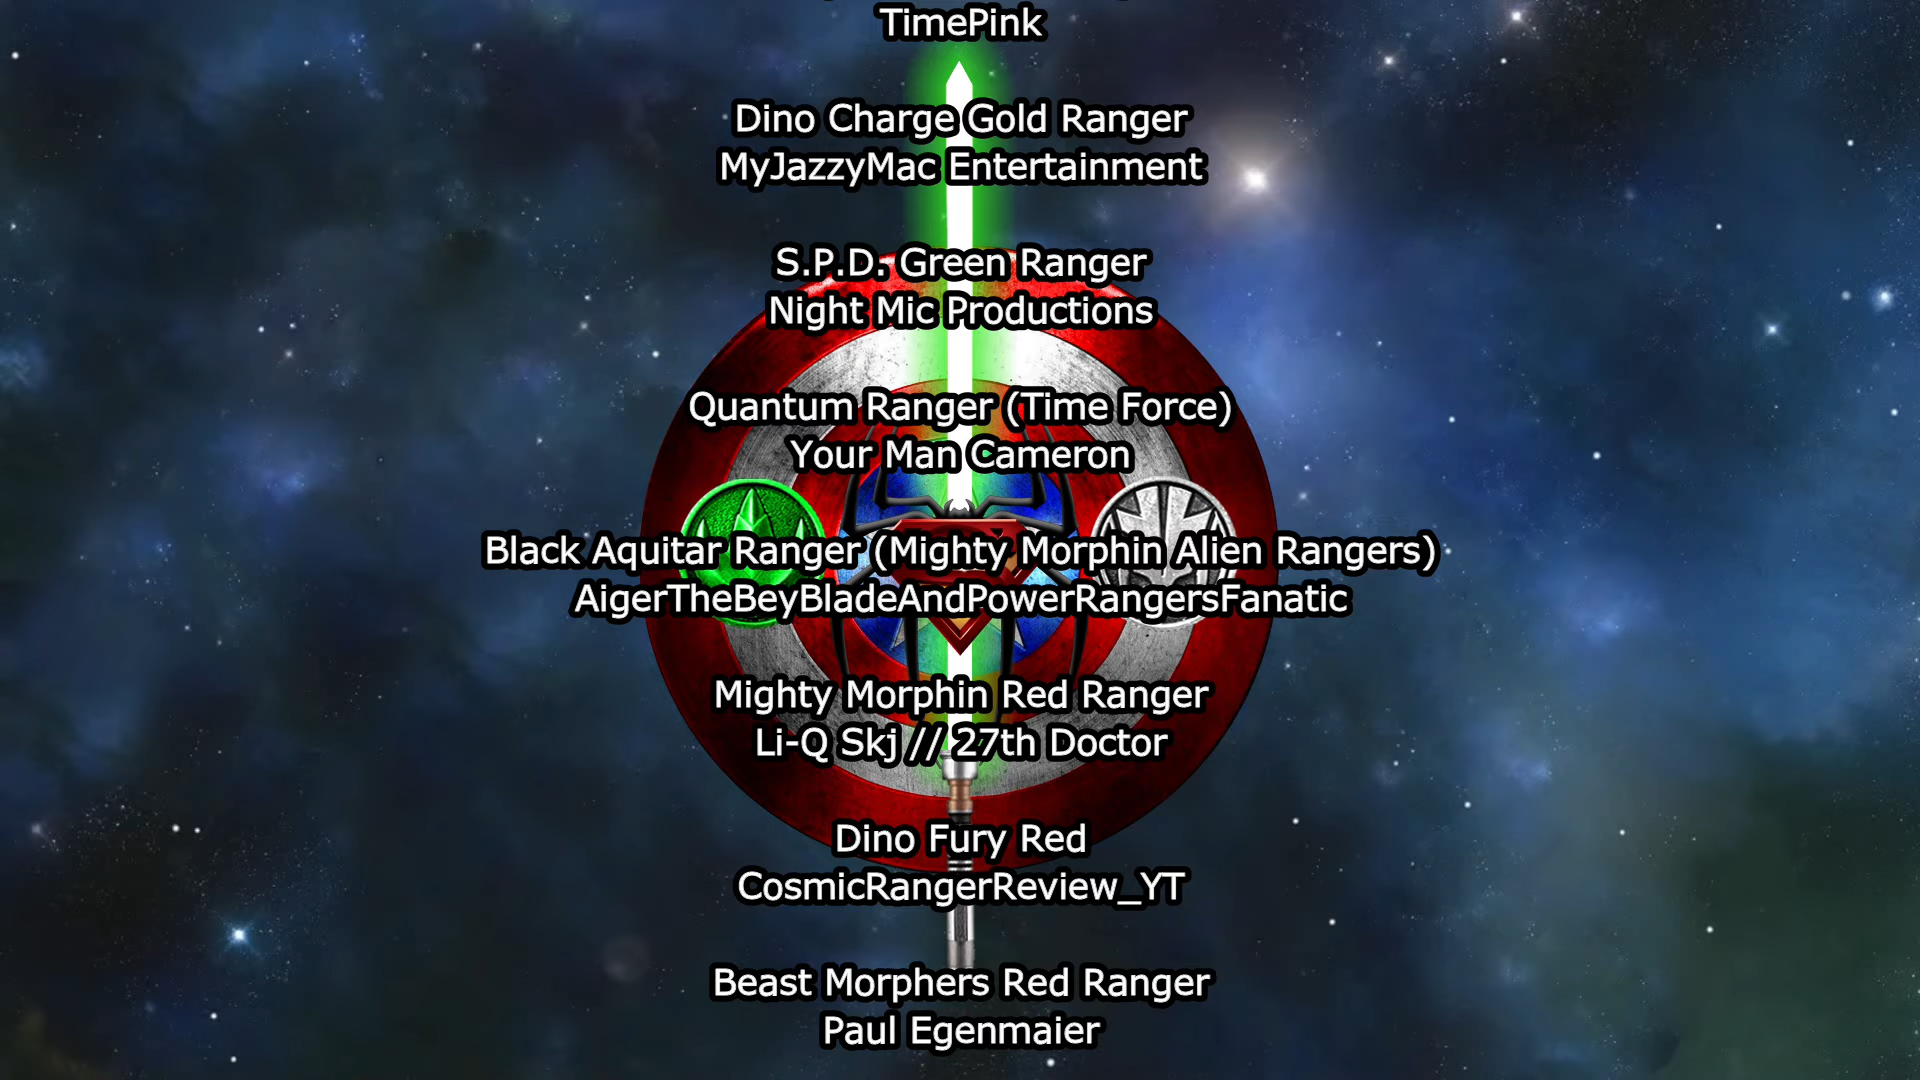 TimePink
Dino Charge Gold Ranger
MyJazzyMac Entertainment
S.P.D. Green Ranger
Night Mic Productions
Quantum Ranger (Time Force)
Your Man Cameron
Black Aquitar Ranger (Mighty Morphin Alien Rangers)
AigerTheBeyBladeAndPowerRangersFanatic
Mighty Morphin Red Ranger
Li-Q Skj // 27th Doctor
Dino Fury Red
CosmicRangerReview_YT
Beast Morphers Red Ranger
Paul Egenmaier